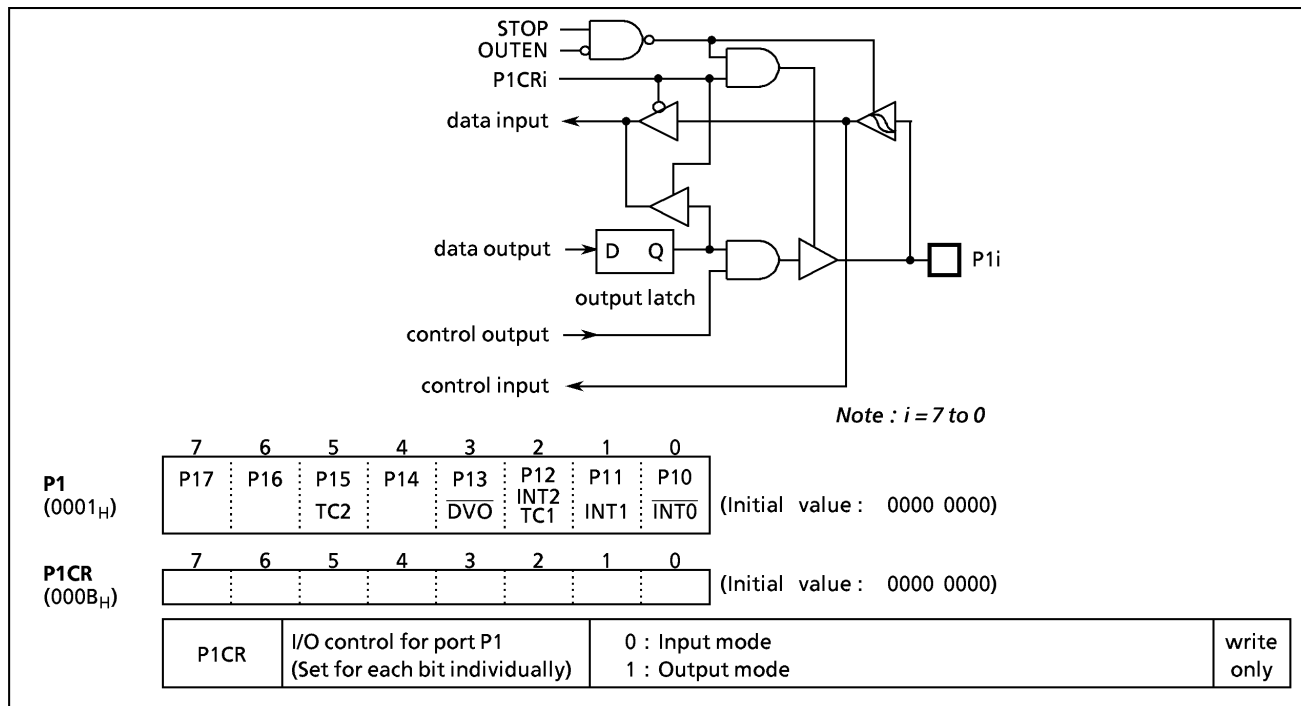 STOP
OUTEN
P1CRi
data input
data output
D Q
output latch
P1i
control output
control input
Note : i = 7 to 0
7 6 5 4 3 2 1 0
P1
(0001H)
P17 P16 P15 P14 P13 P12 P11 P10
TC2 DVO INT2 TC1 INT1 INT0
(Initial value : 0000 0000)
7 6 5 4 3 2 1 0
P1CR
(000BH)
(Initial value : 0000 0000)
P1CR
I/O control for port P1
(Set for each bit individually)
0 : Input mode
1 : Output mode
write
only